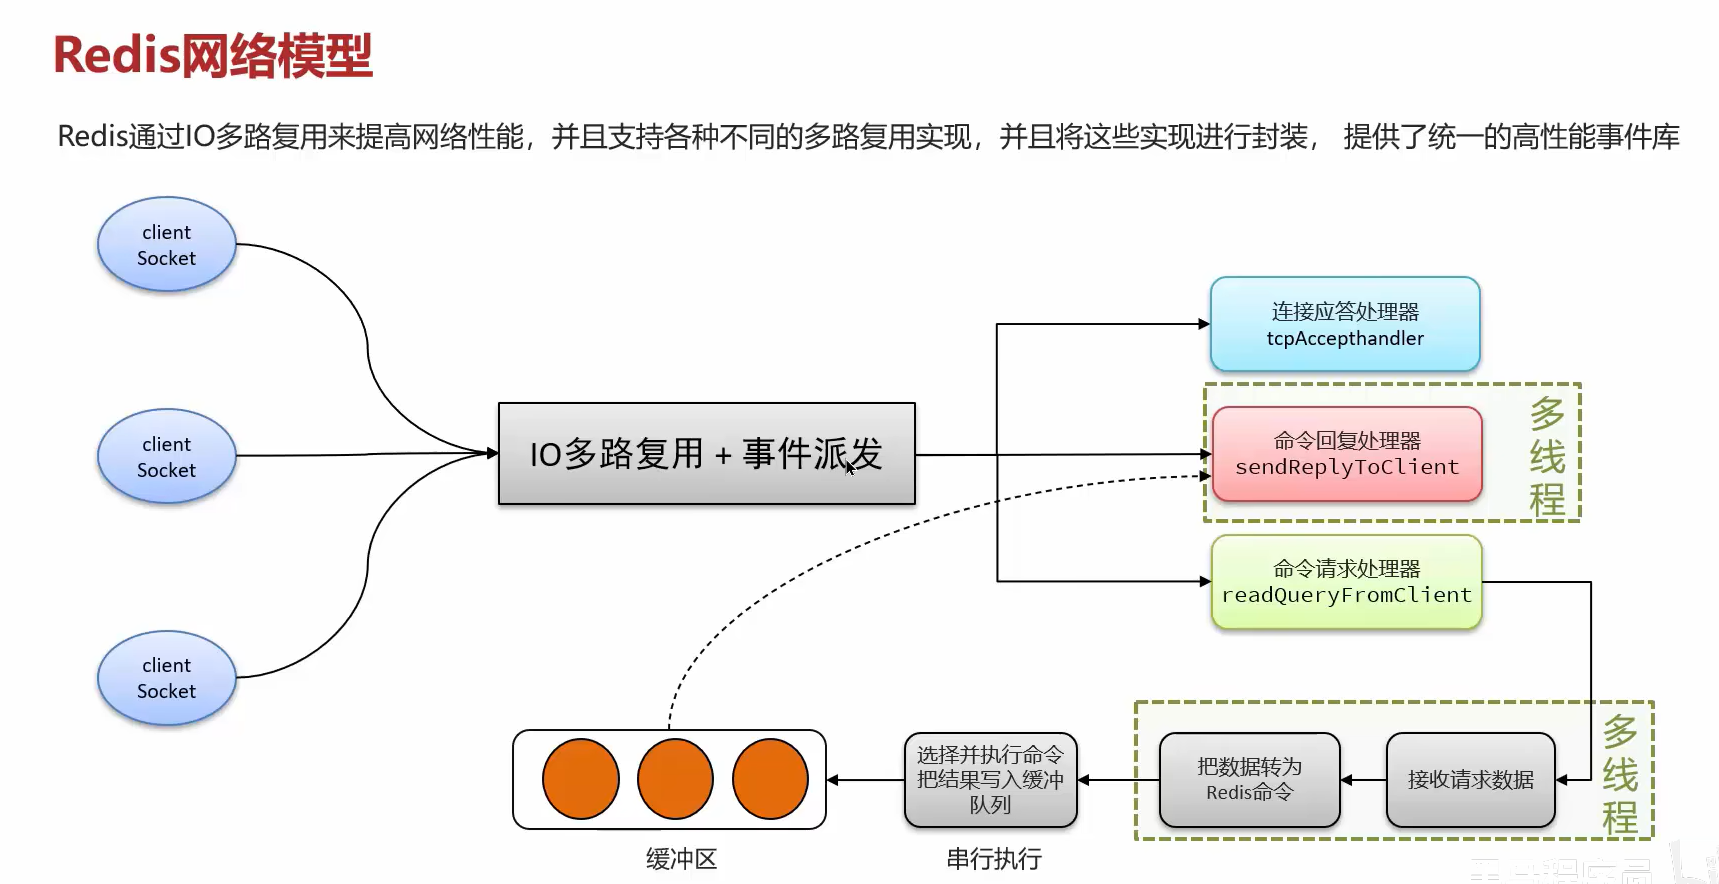 Redis网络模型
Redis通过IO多路复用来提高网络性能，并且支持各种不同的多路复用实现，并且将这些实现进行封装， 提供了统一的高性能事件库
client
Socket
client
Socket
client
Socket
IO多路复用 + 事件派发
连接应答处理器
tcpAccepthandler
命令回复处理器
sendReplyToClient
多
线
程
命令请求处理器
readQueryFromClient
多
线
程
接收请求数据
把数据转为
Redis命令
选择并执行命令
把结果写入缓冲
队列
缓冲区
串行执行